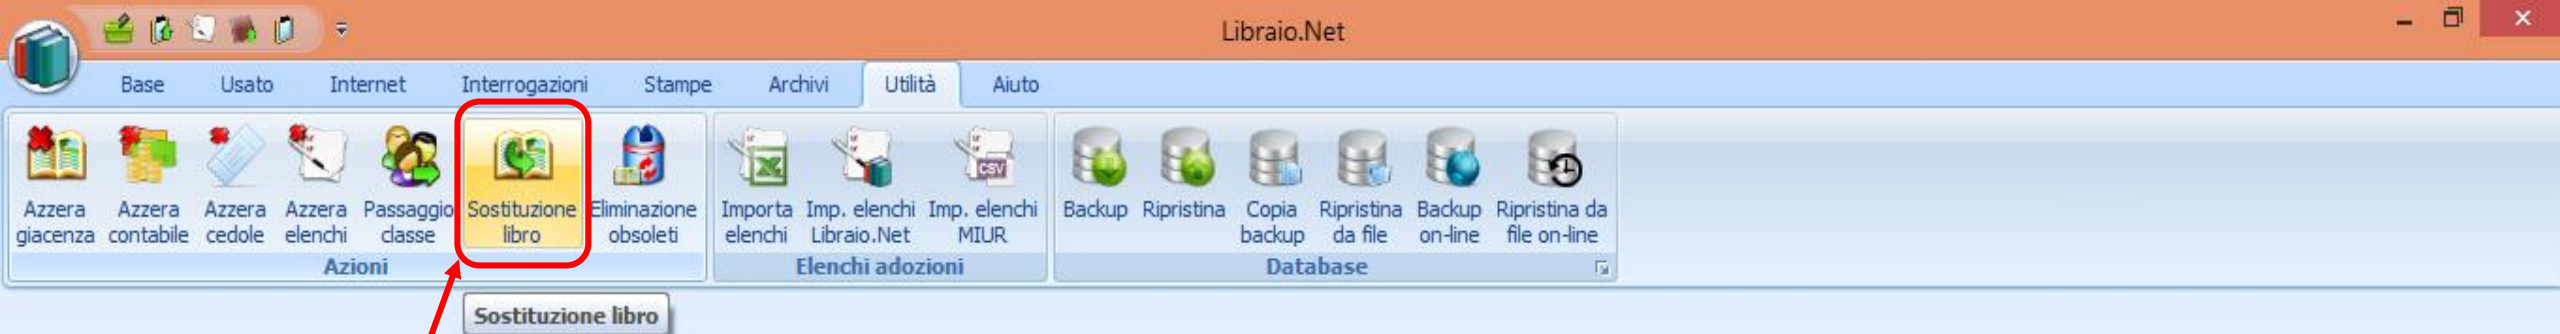 Libraio.Net
Base Usato Internet Interrogazioni Stampe Archivi Utilità Aiuto
CSV
Azzera Azzera Azzera Azzera Passaggio Sostituzione Eliminazione Importa Imp. elenchi Imp. elenchi Backup Ripristina Copia Ripristina Backup Ripristina da
giacenza contabile cedole elenchi classe libro obsoleti elenchi Libraio.Net MIUR backup da file on-line file on-line
Azioni Elenchi adozioni Database
Sostituzione libro